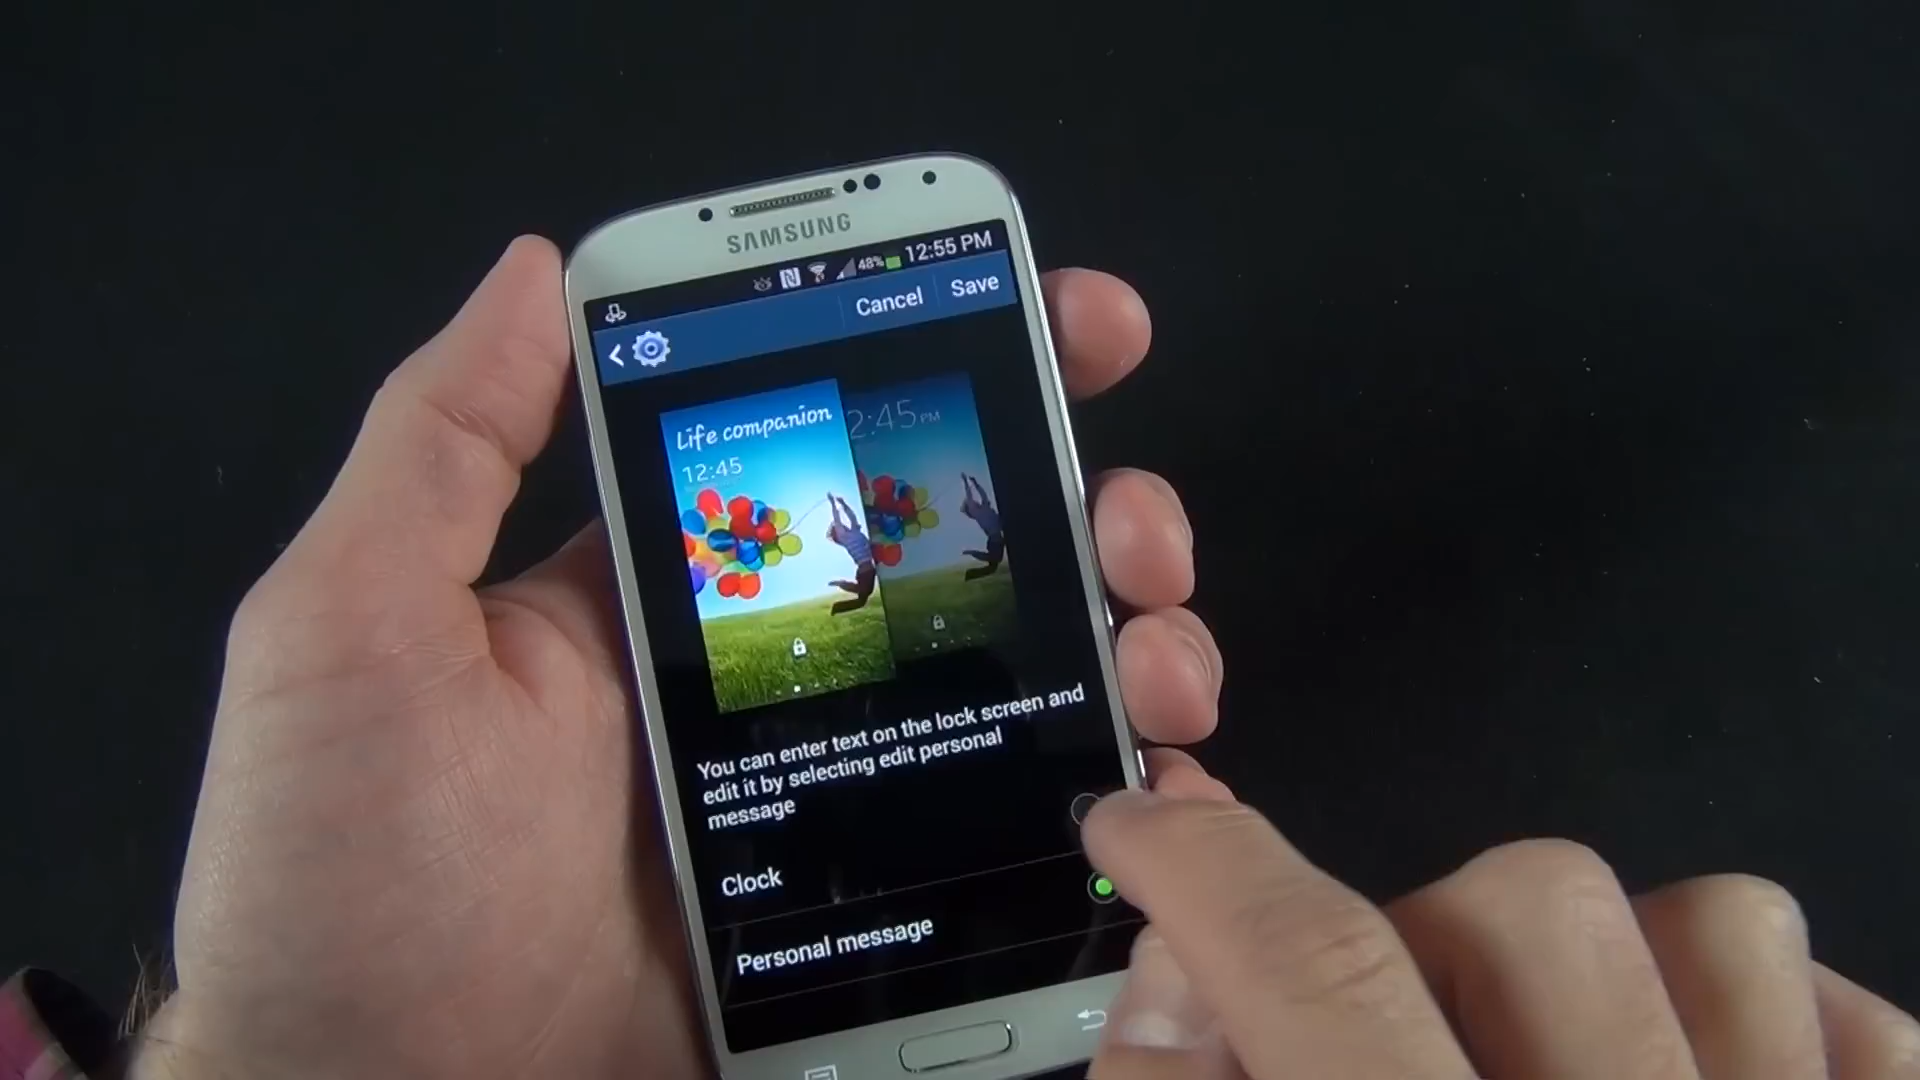 SAMSUNG
48% 12:55 PM
Cancel Save
Life companion
12:45
2:45 PM
You can enter text on the lock screen and
edit it by selecting edit personal
message
Clock
Personal message